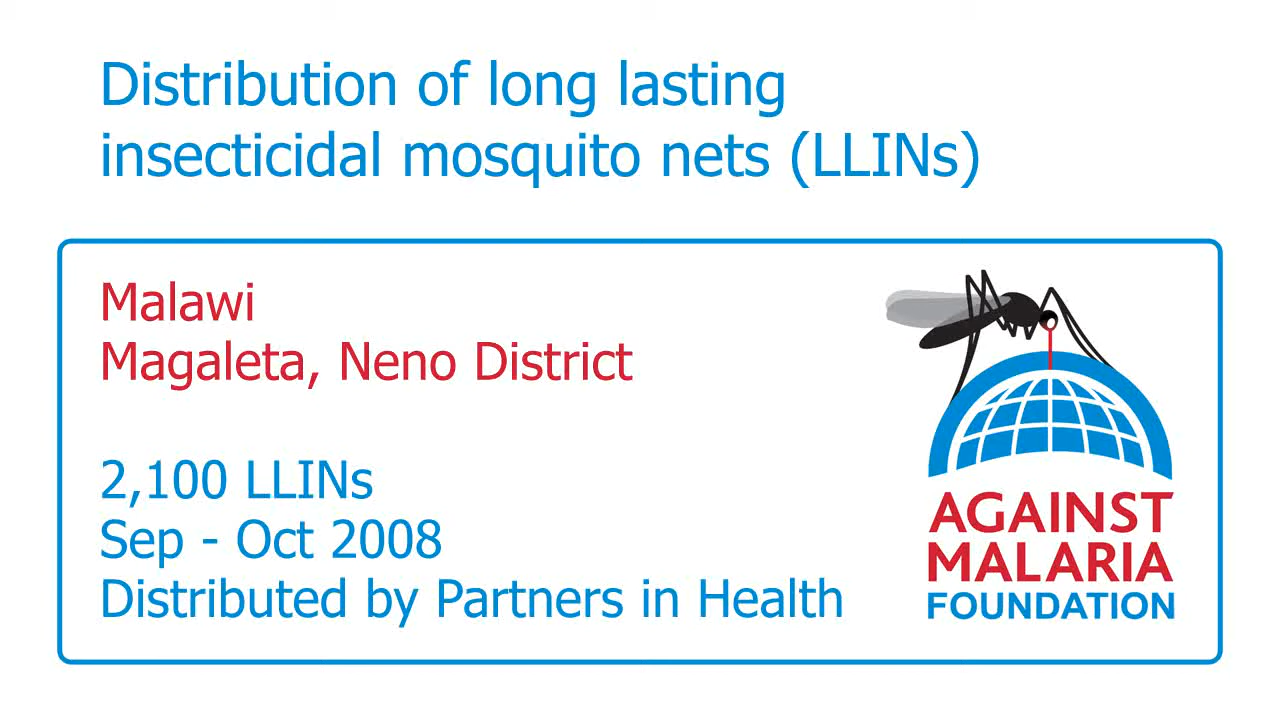 Distribution of long lasting
insecticidal mosquito nets (LLINs)
Malawi
Magaleta, Neno District
2,100 LLINs
Sep - Oct 2008
Distributed by Partners in Health
AGAINST
MALARIA
FOUNDATION